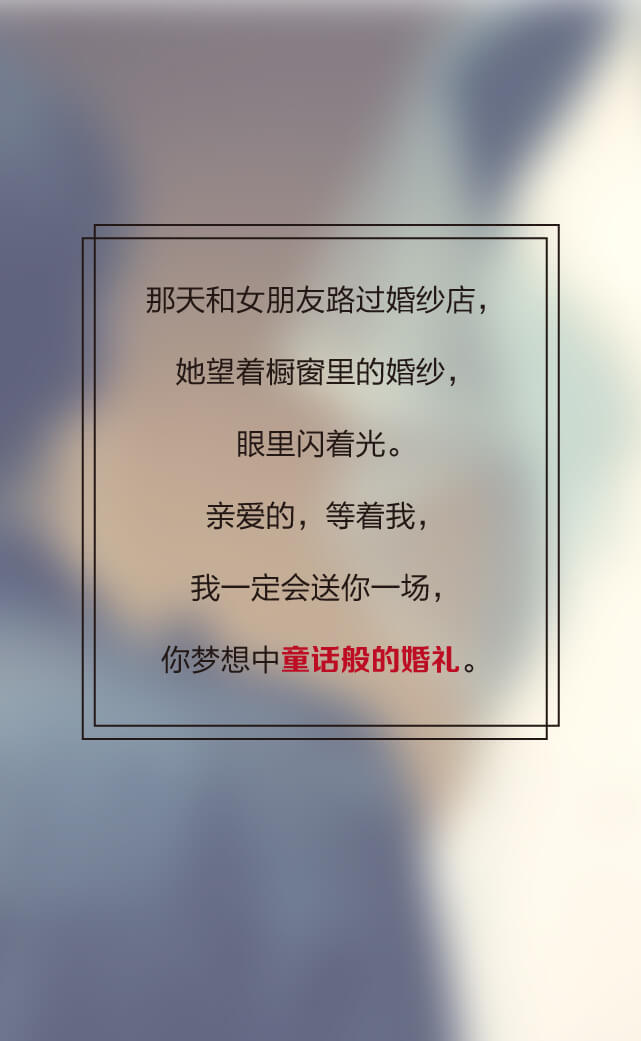 那天和女朋友路过婚纱店，
她望着橱窗里的婚纱，
眼里闪着光。
亲爱的，等着我，
我一定会送你一场，
你梦想中童话般的婚礼。